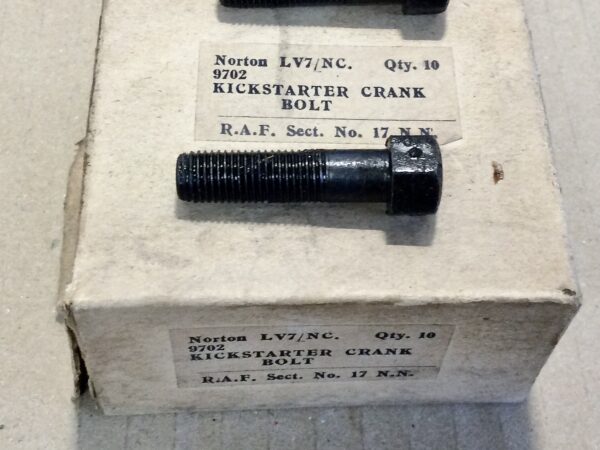 Norton LV7/NC. Qty. 10
9702
KICKSTARTER CRANK
BOLT
R.A.F. Sect. No. 17 N.N.
Norton LV7/NC. Qty. 10
9702
KICKSTARTER CRANK
BOLT
R.A.F. Sect. No. 17 N.N.